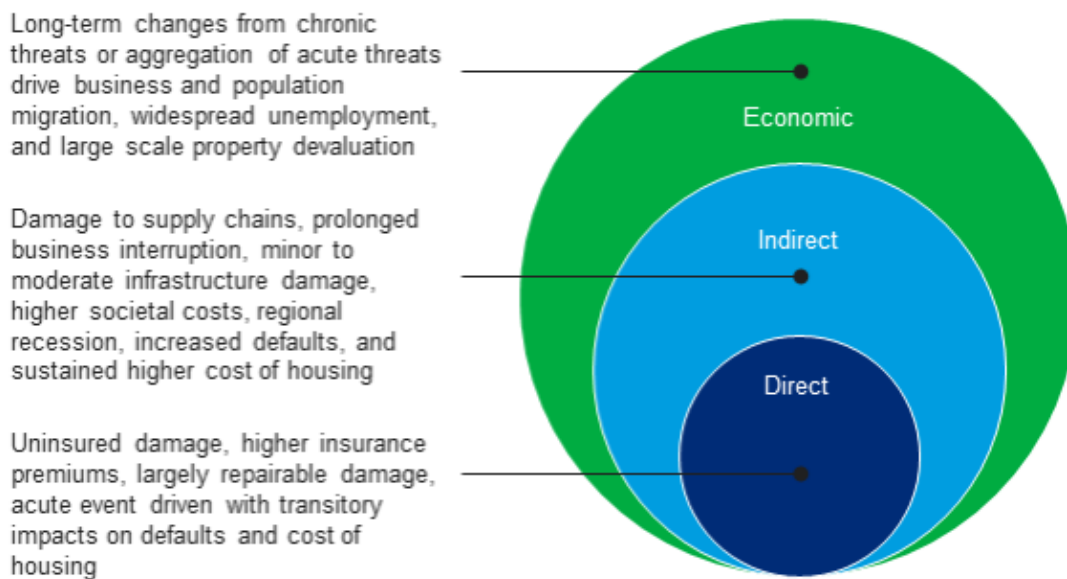 Long-term changes from chronic
threats or aggregation of acute threats
drive business and population
migration, widespread unemployment,
and large scale property devaluation
Economic
Damage to supply chains, prolonged
business interruption, minor to
moderate infrastructure damage,
higher societal costs, regional
recession, increased defaults, and
sustained higher cost of housing
Indirect
Uninsured damage, higher insurance
premiums, largely repairable damage,
acute event driven with transitory
impacts on defaults and cost of
housing
Direct